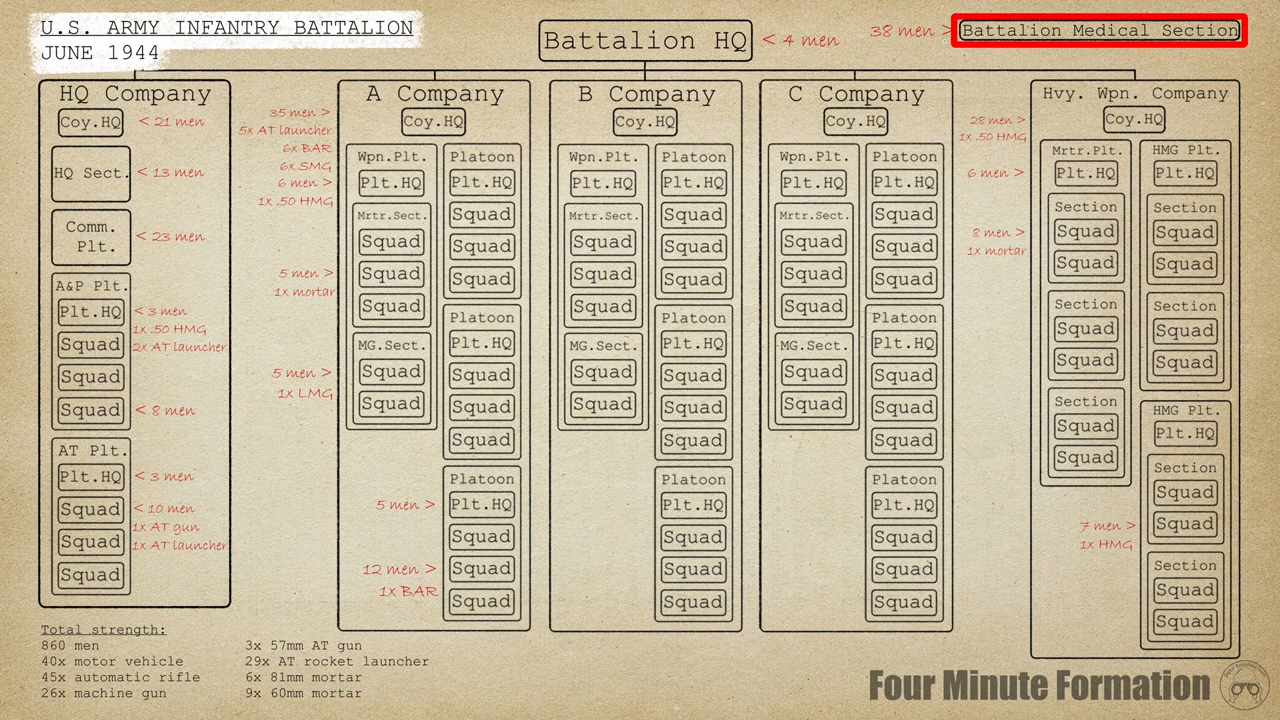 U.S. ARMY INFANTRY BATTALION
JUNE 1944
Battalion HQ
< 4 men
38 men >
Battalion Medical Section
HQ Company
Coy.HQ
< 21 men
HQ Sect.
< 13 men
Comm.
Plt.
< 23 men
A&P Plt.
Plt.HQ
< 3 men
1x .50 HMG
2x AT launcher
Squad
Squad
Squad
< 8 men
AT Plt.
Plt.HQ
< 3 men
Squad
< 10 men
1x AT gun
1x AT launcher
Squad
Squad
35 men >
5x AT launcher
6x BAR
6x SMG
6 men >
1x .50 HMG
5 men >
1x mortar
5 men >
1x LMG
A Company
Coy.HQ
Wpn.Plt.
Plt.HQ
Mrtr.Sect.
Squad
Squad
Squad
MG.Sect.
Squad
Squad
Platoon
Plt.HQ
Squad
Squad
Squad
Platoon
Plt.HQ
Squad
Squad
Squad
Platoon
5 men >
Plt.HQ
Squad
12 men >
1x BAR
Squad
Squad
B Company
Coy.HQ
Wpn.Plt.
Plt.HQ
Mrtr.Sect.
Squad
Squad
Squad
MG.Sect.
Squad
Squad
Platoon
Plt.HQ
Squad
Squad
Squad
Platoon
Plt.HQ
Squad
Squad
Squad
Platoon
Plt.HQ
Squad
Squad
Squad
C Company
Coy.HQ
Wpn.Plt.
Plt.HQ
Mrtr.Sect.
Squad
Squad
Squad
MG.Sect.
Squad
Squad
Platoon
Plt.HQ
Squad
Squad
Squad
Platoon
Plt.HQ
Squad
Squad
Squad
Platoon
Plt.HQ
Squad
Squad
Squad
Hvy. Wpn. Company
28 men >
1x .50 HMG
Coy.HQ
Mrtr.Plt.
6 men >
Plt.HQ
Section
8 men >
1x mortar
Squad
Squad
Section
Squad
Squad
Section
Squad
Squad
HMG Plt.
Plt.HQ
Section
Squad
Squad
Section
Squad
Squad
HMG Plt.
Plt.HQ
Section
Squad
7 men >
1x HMG
Squad
Section
Squad
Squad
Total strength:
860 men
40x motor vehicle
45x automatic rifle
26x machine gun
3x 57mm AT gun
29x AT rocket launcher
6x 81mm mortar
9x 60mm mortar
Four Minute Formation